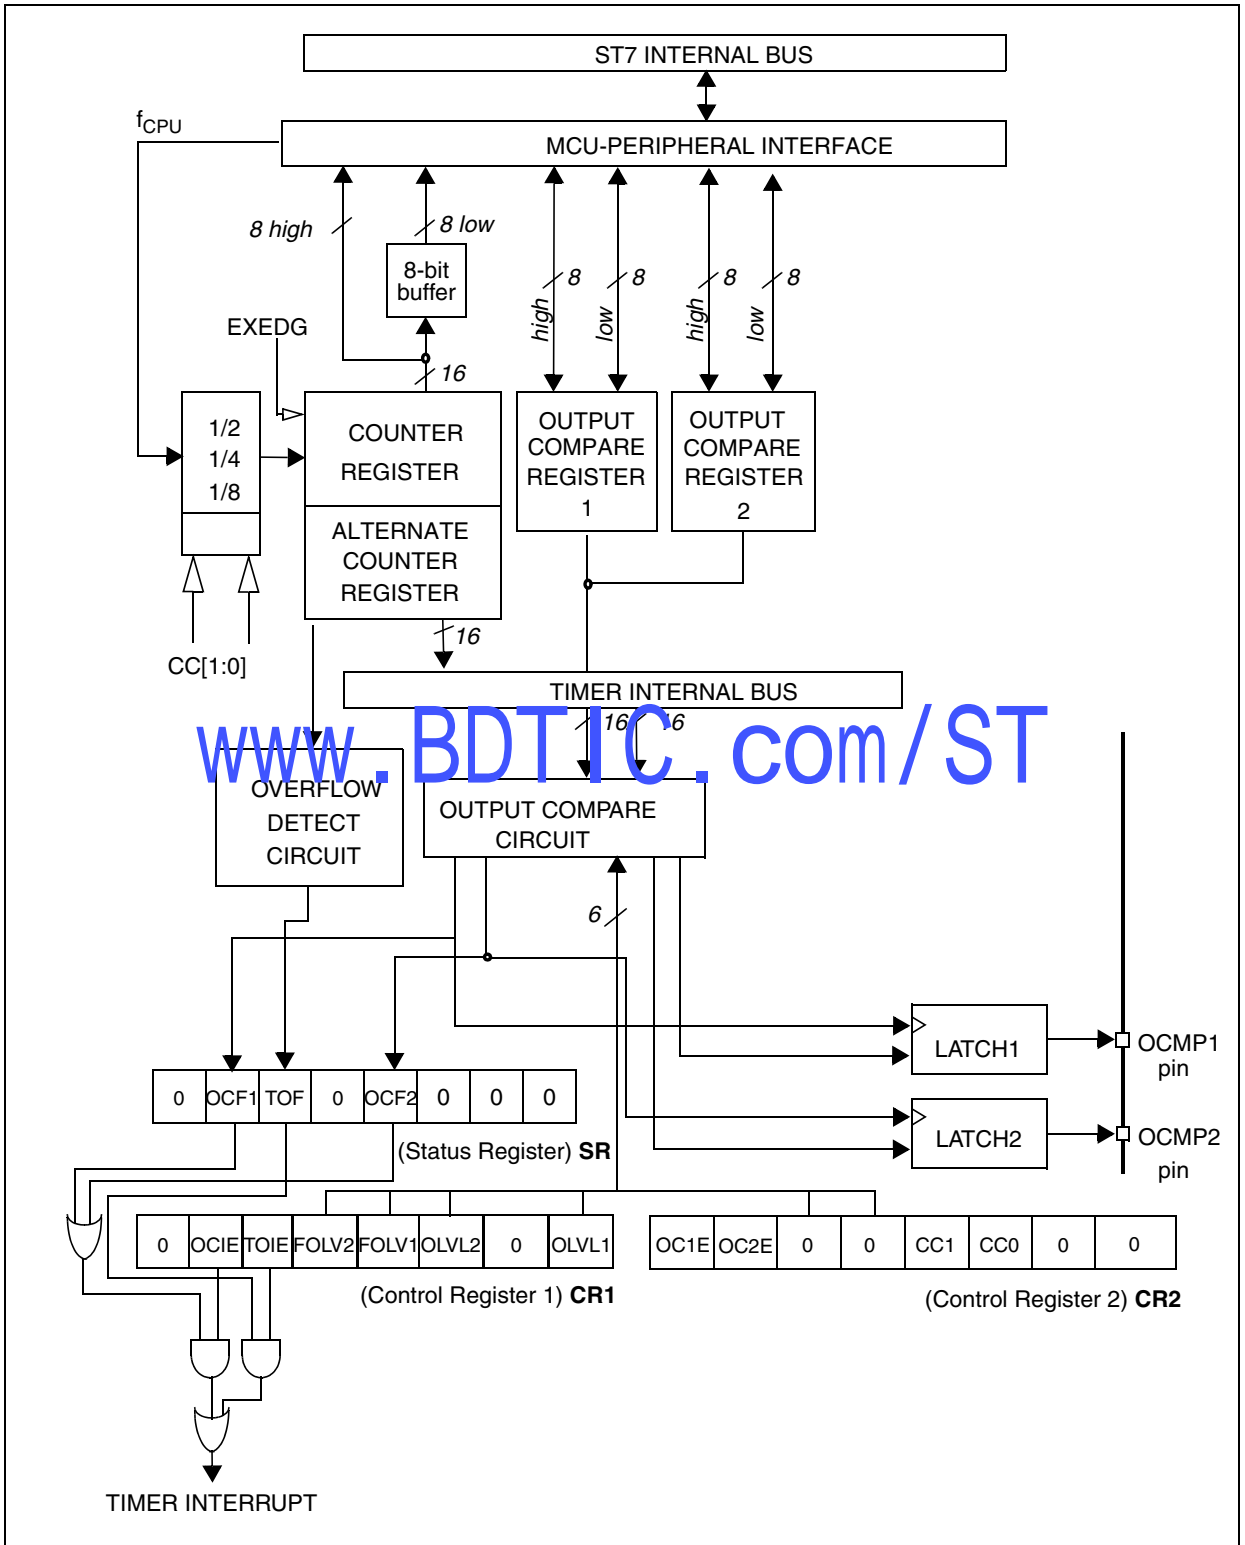 ST7 INTERNAL BUS
fCPU
MCU-PERIPHERAL INTERFACE
8 high
8 low
8-bit
buffer
8
8
8
8
high
low
high
low
EXEDG
16
1/2
1/4
1/8
COUNTER
REGISTER
OUTPUT
COMPARE
REGISTER
1
OUTPUT
COMPARE
REGISTER
2
ALTERNATE
COUNTER
REGISTER
16
CC[1:0]
TIMER INTERNAL BUS
16
16
www.BDTIC.com/ST
OVERFLOW
DETECT
CIRCUIT
OUTPUT COMPARE
CIRCUIT
6
LATCH1
OCMP1
pin
LATCH2
OCMP2
pin
0 OCF1 TOF 0 OCF2 0 0 0
(Status Register) SR
0 OCIE TOIE FOLV2 FOLV1 OLVL2 0 OLVL1
(Control Register 1) CR1
OC1E OC2E 0 0 CC1 CC0 0 0
(Control Register 2) CR2
TIMER INTERRUPT